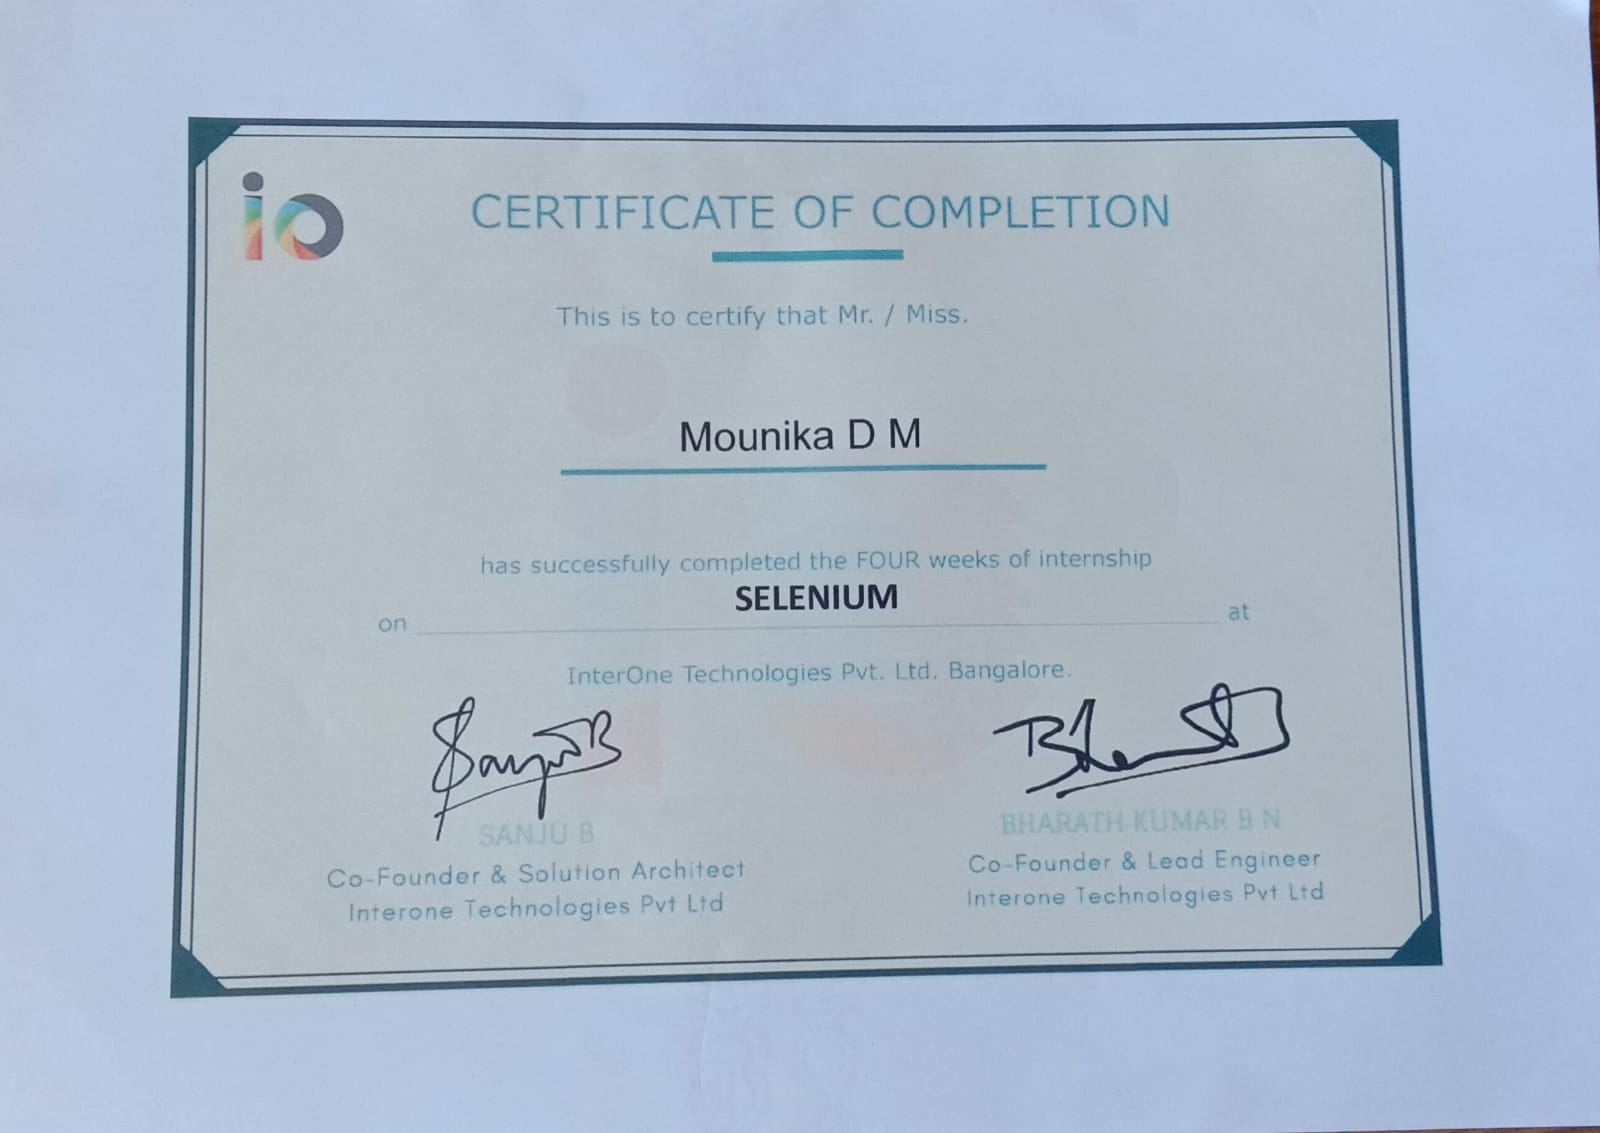 io
CERTIFICATE OF COMPLETION
This is to certify that Mr. / Miss.
Mounika D M
has successfully completed the FOUR weeks of internship
on SELENIUM at
InterOne Technologies Pvt. Ltd. Bangalore.
Sanju B
SANJU B
Co-Founder & Solution Architect
Interone Technologies Pvt Ltd
BHARATH KUMAR B N
Co-Founder & Lead Engineer
Interone Technologies Pvt Ltd